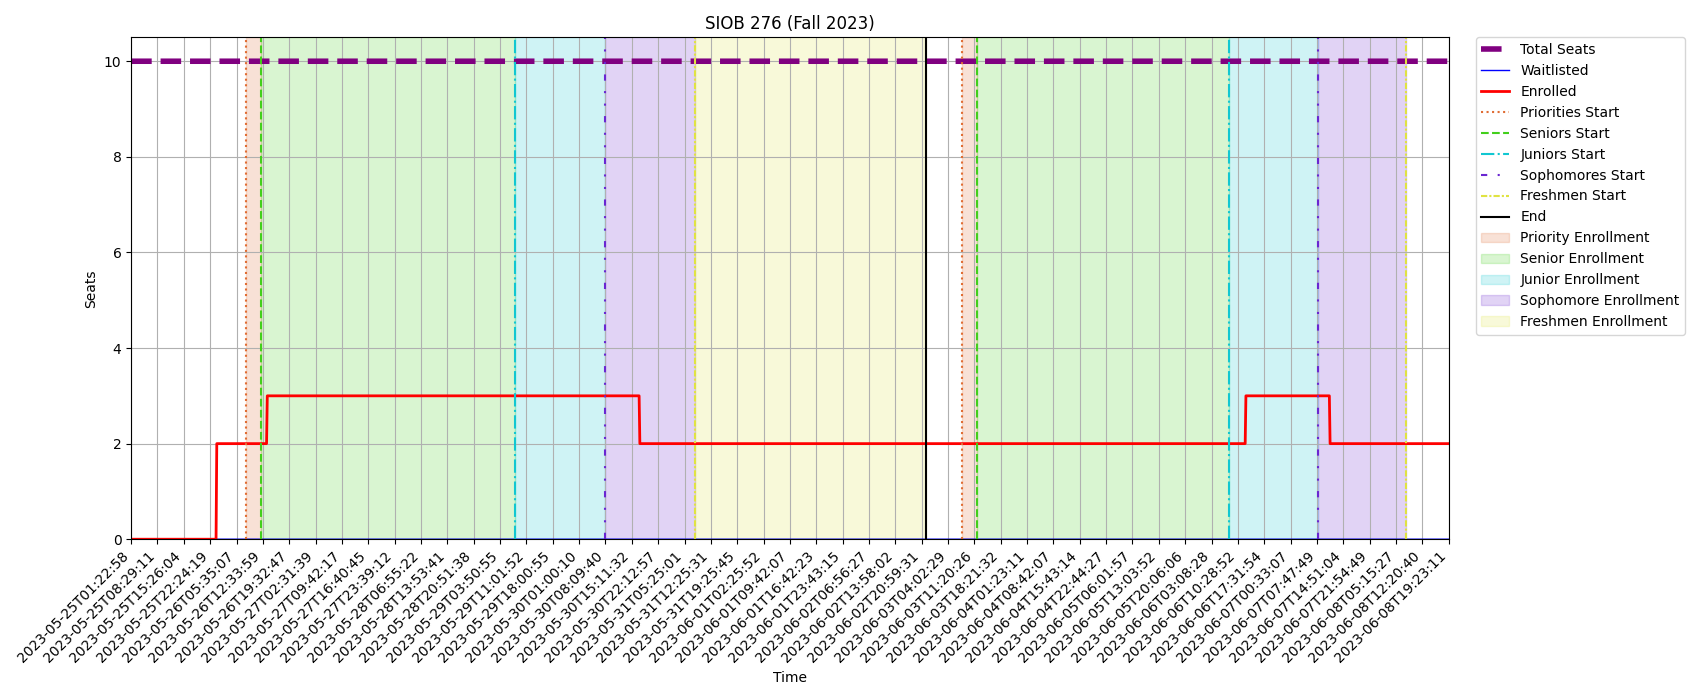 SIOB 276 (Fall 2023)
Seats
10
8
6
4
2
0
2023-05-25T01:22:58
2023-05-25T08:29:11
2023-05-25T15:26:04
2023-05-25T22:24:19
2023-05-26T05:35:07
2023-05-26T12:33:59
2023-05-26T19:32:47
2023-05-27T02:31:39
2023-05-27T09:42:17
2023-05-27T16:40:45
2023-05-27T23:39:12
2023-05-28T06:55:22
2023-05-28T13:53:41
2023-05-28T20:51:38
2023-05-29T03:50:55
2023-05-29T11:01:52
2023-05-29T18:00:55
2023-05-30T01:00:10
2023-05-30T08:09:40
2023-05-30T15:11:32
2023-05-30T22:12:57
2023-05-31T05:25:01
2023-05-31T12:25:31
2023-05-31T19:25:45
2023-06-01T02:25:52
2023-06-01T09:42:07
2023-06-01T16:42:23
2023-06-01T23:43:15
2023-06-02T06:56:27
2023-06-02T13:58:02
2023-06-02T20:59:31
2023-06-03T04:02:29
2023-06-03T11:20:26
2023-06-03T18:21:32
2023-06-04T01:23:11
2023-06-04T08:42:07
2023-06-04T15:43:14
2023-06-04T22:44:27
2023-06-05T06:01:57
2023-06-05T13:03:52
2023-06-05T20:06:06
2023-06-06T03:08:28
2023-06-06T10:28:52
2023-06-06T17:31:54
2023-06-07T00:33:07
2023-06-07T07:47:49
2023-06-07T14:51:04
2023-06-07T21:54:49
2023-06-08T05:15:27
2023-06-08T12:20:40
2023-06-08T19:23:11
Time
Total Seats
Waitlisted
Enrolled
Priorities Start
Seniors Start
Juniors Start
Sophomores Start
Freshmen Start
End
Priority Enrollment
Senior Enrollment
Junior Enrollment
Sophomore Enrollment
Freshmen Enrollment